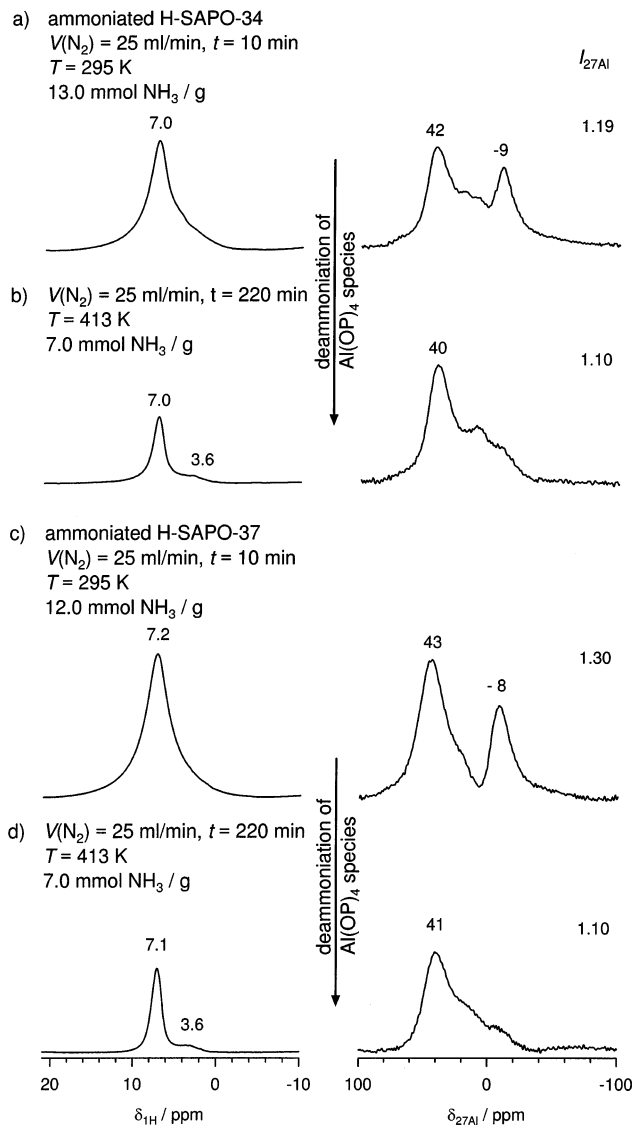 a) ammoniated H-SAPO-34
V(N₂) = 25 ml/min, t = 10 min
T = 295 K
13.0 mmol NH₃ / g
I₂₇Al
7.0
42
-9
1.19
deammoniation of
Al(OP)₄ species
b) V(N₂) = 25 ml/min, t = 220 min
T = 413 K
7.0 mmol NH₃ / g
7.0
3.6
40
1.10
c) ammoniated H-SAPO-37
V(N₂) = 25 ml/min, t = 10 min
T = 295 K
12.0 mmol NH₃ / g
7.2
43
- 8
1.30
deammoniation of
Al(OP)₄ species
d) V(N₂) = 25 ml/min, t = 220 min
T = 413 K
7.0 mmol NH₃ / g
7.1
3.6
41
1.10
20 10 0 -10
100 0 -100
δ1H / ppm
δ27Al / ppm